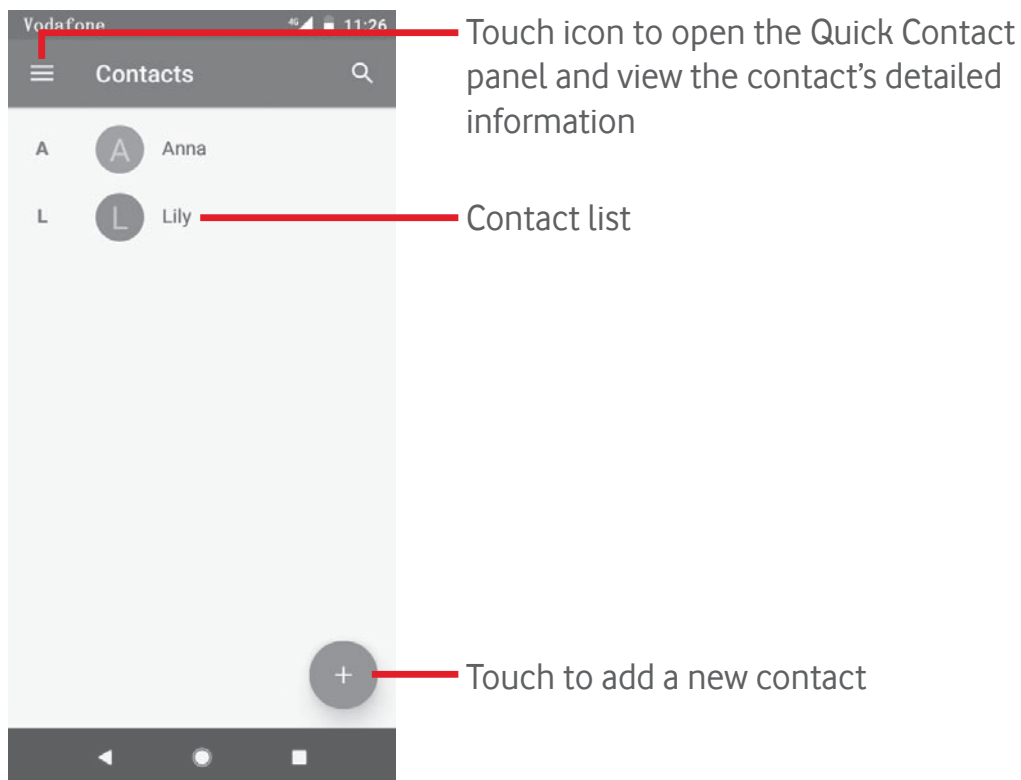 Vodafone 4G 11:26
Contacts
A A Anna
L L Lily
Touch icon to open the Quick Contact
panel and view the contact’s detailed
information
Contact list
Touch to add a new contact